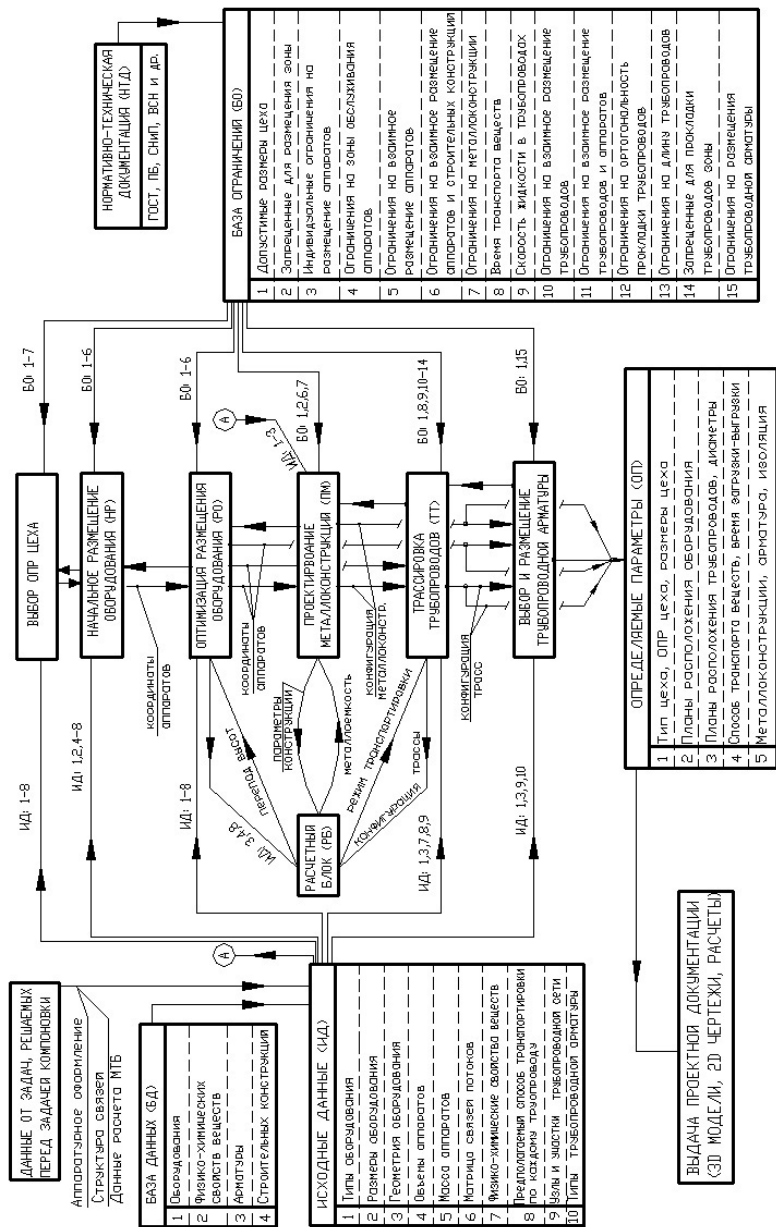 ДАННЫЕ ОТ ЗАДАЧ, РЕШАЕМЫХ
ПЕРЕД ЗАДАЧЕЙ КОМПОНОВКИ
Аппаратурное оформление
Структура связей
Данные расчета МТБ
БАЗА ДАННЫХ (БД)
1 Оборудования
2 Физико-химических
свойств веществ
3 Арматуры
4 Строительных конструкций
ИСХОДНЫЕ ДАННЫЕ (ИД)
1 Типы оборудования
2 Размеры оборудования
3 Геометрия оборудования
4 Объемы аппаратов
5 Масса аппаратов
6 Матрица связей потоков
7 Физико-химические свойства веществ
8 Предполагаемый способ транспортировки
по каждому труопроводу
9 Узлы и участки трубопроводной сети
10 Типы трубопроводной арматуры
А
ИД: 1-8
ИД: 1,2,4-8
ИД: 1-8
ИД: 3,4,8
перепад высот
РАСЧЕТНЫЙ
БЛОК (РБ)
параметры
конструкции
металлоемкость
режим транспортировки
конфигурация трассы
ИД: 1,3,7,8,9
ИД: 1,3,9,10
ВЫБОР ОПР ЦЕХА
НАЧАЛЬНОЕ РАЗМЕЩЕНИЕ
ОБОРУДОВАНИЯ (НР)
координаты
аппаратов
ОПТИМИЗАЦИЯ РАЗМЕЩЕНИЯ
ОБОРУДОВАНИЯ (РО)
координаты
аппаратов
ПРОЕКТИРВОАНИЕ
МЕТАЛЛОКОНСТРУКЦИЙ (ПМ)
конфигурация
металлоконстр.
ТРАССИРОВКА
ТРУБОПРОВОДОВ (ТТ)
конфигурация
трасс
ВЫБОР И РАЗМЕЩЕНИЕ
ТРУБОПРОВОДНОЙ АРМАТУРЫ
БО: 1-7
БО: 1-6
БО: 1-6
А
ИД: 1-3
БО: 1,2,6,7
БО: 1,8,9,10-14
БО: 1,15
НОРМАТИВНО-ТЕХНИЧЕСКАЯ
ДОКУМЕНТАЦИЯ (НТД)
ГОСТ, ПБ, СНиП, ВСН и др.
БАЗА ОГРАНИЧЕНИЙ (БО)
1 Допустимые размеры цеха
2 Запрещенные для размещения зоны
3 Индивидуальные ограничения на
размещение аппаратов
4 Ограничения на зоны обслуживания
аппаратов
5 Ограничения на взаимное
размещение аппаратов
6 Ограничения на взаимное размещение
аппаратов и строительных конструкций
7 Ограничения на металлоконструкции
8 Время транспорта веществ
9 Скорость жидкости в трубопроводах
10 Ограничения на взаимное размещение
трубопроводов
11 Ограничения на взаимное размещение
трубопроводов и аппаратов
12 Ограничения на ортогональность
прокладки трубопроводов
13 Ограничения на длину трубопроводов
14 Запрещенные для прокладки
трубопроводов зоны
15 Ограничения на размещения
трубопроводной арматуры
ОПРЕДЕЛЯЕМЫЕ ПАРАМЕТРЫ (ОП)
1 Тип цеха, ОПР цеха, размеры цеха
2 Планы расположения оборудования
3 Планы расположения трубопроводов, диаметры
4 Способ транспорта веществ, время загрузки-выгрузки
5 Металлоконструкции, арматура, изоляция
ВЫДАЧА ПРОЕКТНОЙ ДОКУМЕНТАЦИИ
(3D МОДЕЛИ, 2D ЧЕРТЕЖИ, РАСЧЕТЫ)